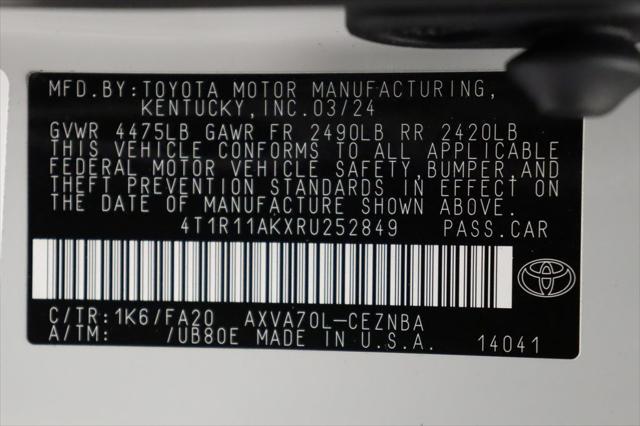 MFD.BY:TOYOTA MOTOR MANUFACTURING,
KENTUCKY,INC.03/24
GVWR 4475LB GAWR FR 2490LB RR 2420LB
THIS VEHICLE CONFORMS TO ALL APPLICABLE
FEDERAL MOTOR VEHICLE SAFETY,BUMPER,AND
THEFT PREVENTION STANDARDS IN EFFECT ON
THE DATE OF MANUFACTURE SHOWN ABOVE.
4T1R11AKXRU252849 PASS.CAR
C/TR:1K6/FA20 AXVA70L-CEZNBA
A/TM: /UB80E MADE IN U.S.A. 14041